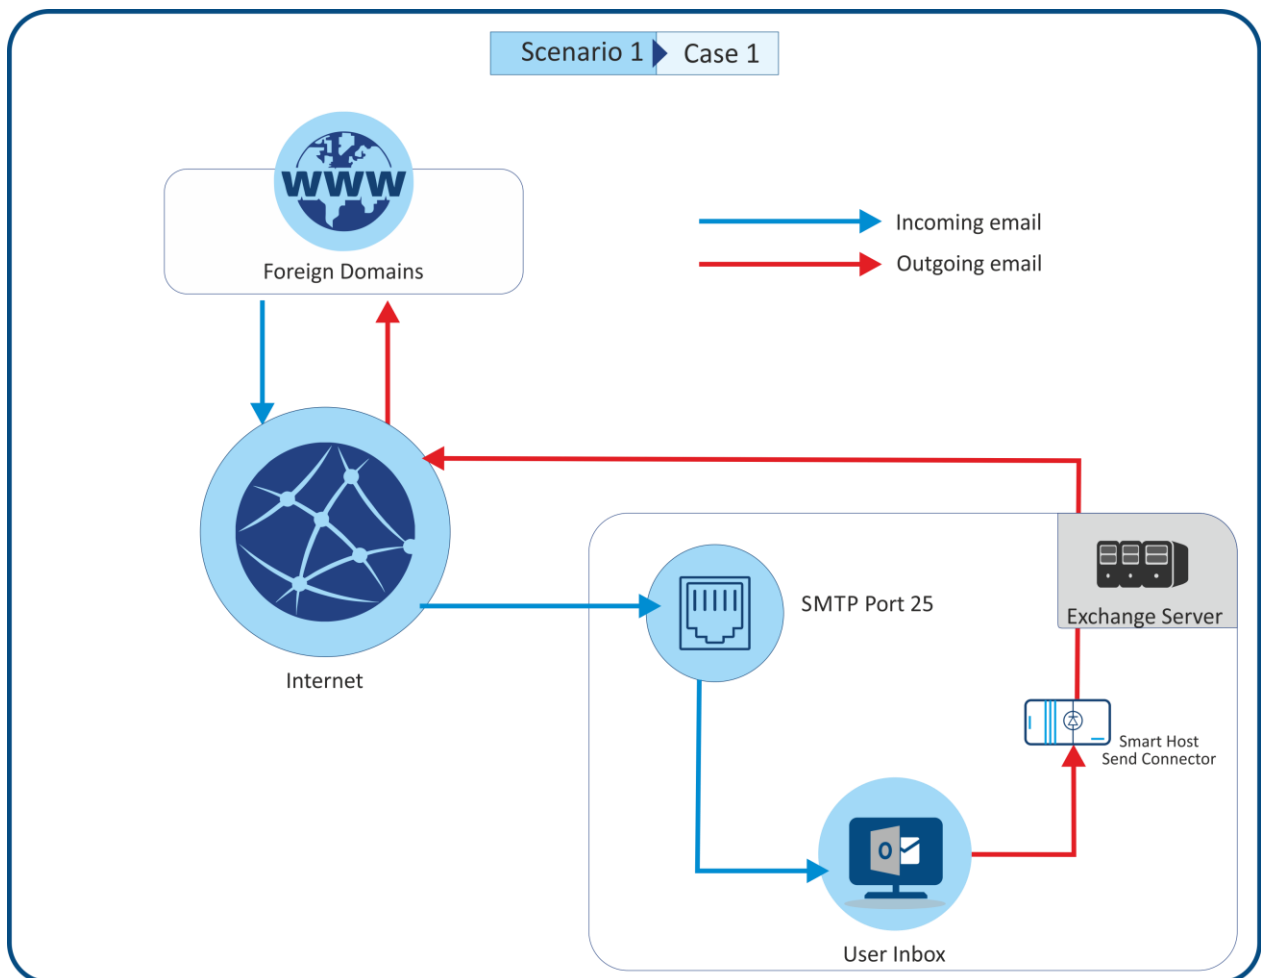 Scenario 1
Case 1
WWW
Foreign Domains
Incoming email
Outgoing email
SMTP Port 25
Exchange Server
Internet
Smart Host
Send Connector
O
User Inbox